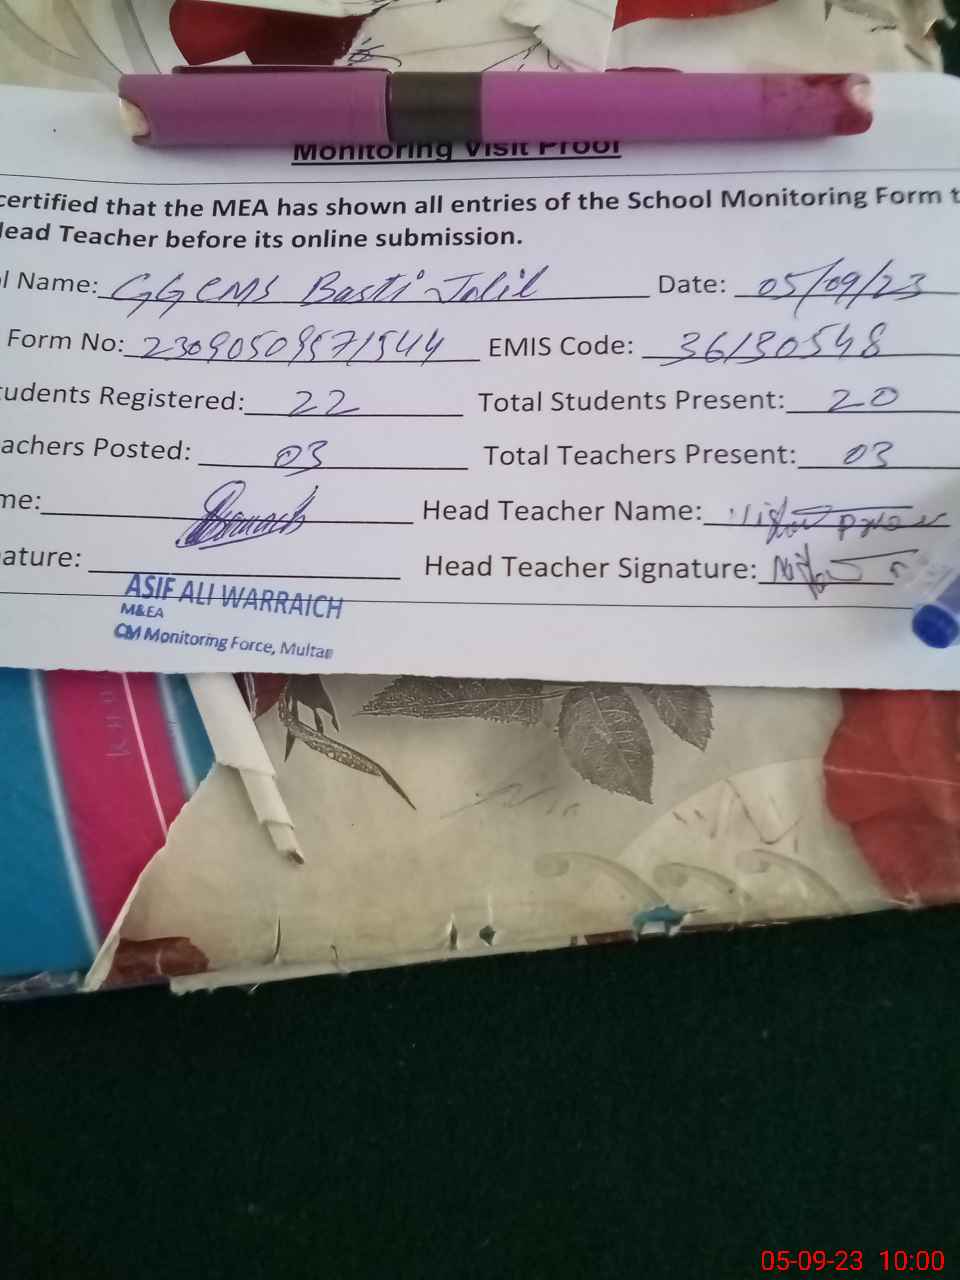 Monitoring Visit Proof
certified that the MEA has shown all entries of the School Monitoring Form t
Head Teacher before its online submission.
l Name: GGCMS Basti Jalil Date: 05/09/23
Form No: EMIS Code: 36130548
tudents Registered: 22 Total Students Present: 20
achers Posted: 03 Total Teachers Present: 03
me: Head Teacher Name:
ature: Head Teacher Signature:
ASIF ALI WARRAICH
M&EA
CM Monitoring Force, Multan
05-09-23 10:00